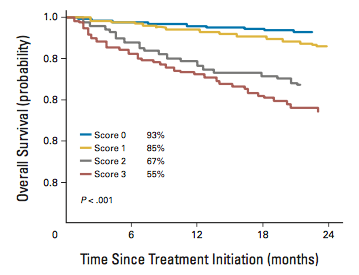 Overall Survival (probability)
1.0
0.8
0.8
0.8
0.8
Score 0 93%
Score 1 85%
Score 2 67%
Score 3 55%
P < .001
0 6 12 18 24
Time Since Treatment Initiation (months)